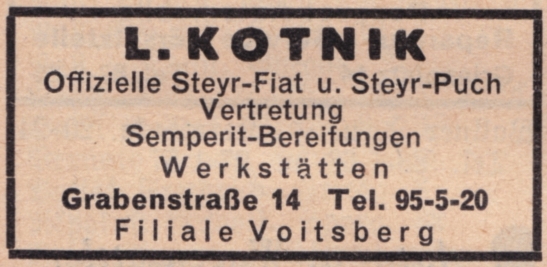 L. KOTNIK
Offizielle Steyr-Fiat u. Steyr-Puch
Vertretung
Semperit-Bereifungen
Werkstätten
Grabenstraße 14 Tel. 95-5-20
Filiale Voitsberg